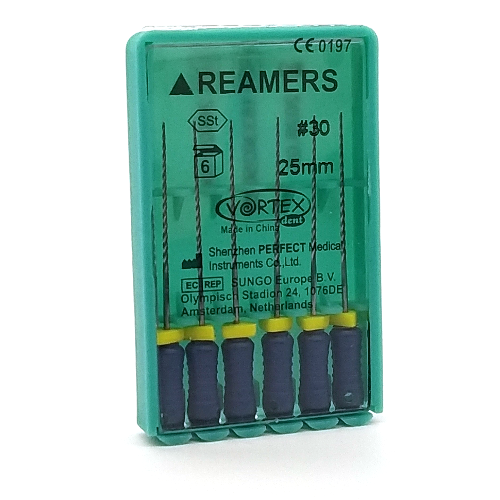 CE 0197
▲REAMERS
SSt
#30
6
25mm
VORTEX
dent
Made in China
Shenzhen PERFECT Medical
Instruments Co.,Ltd.
EC REP SUNGO Europe B.V.
Olympisch Stadion 24, 1076DE
Amsterdam, Netherlands